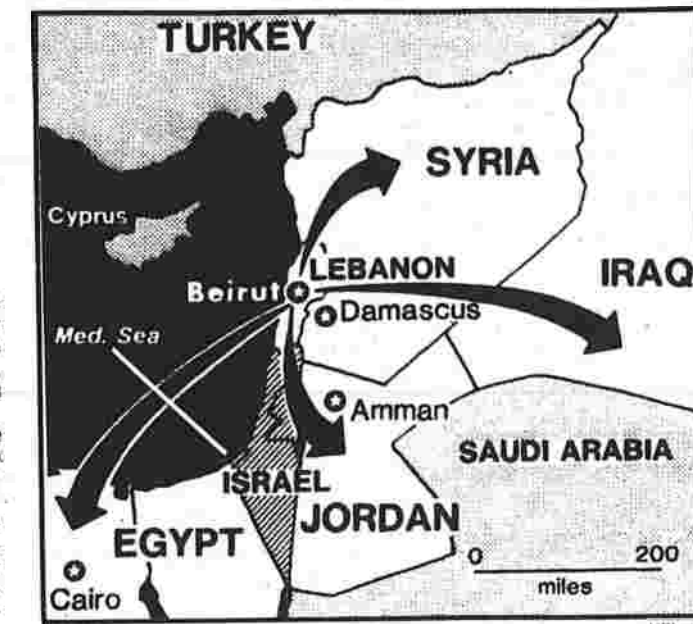 TURKEY
SYRIA
Cyprus
LEBANON
IRAQ
Beirut
Damascus
Med. Sea
Amman
SAUDI ARABIA
ISRAEL
JORDAN
EGYPT
0 200
miles
Cairo